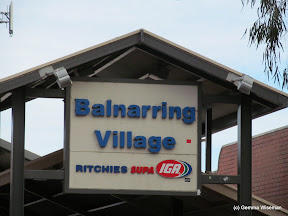 Balnarring
Village
RITCHIES SUPA IGA
(c) Gemma Wiseman